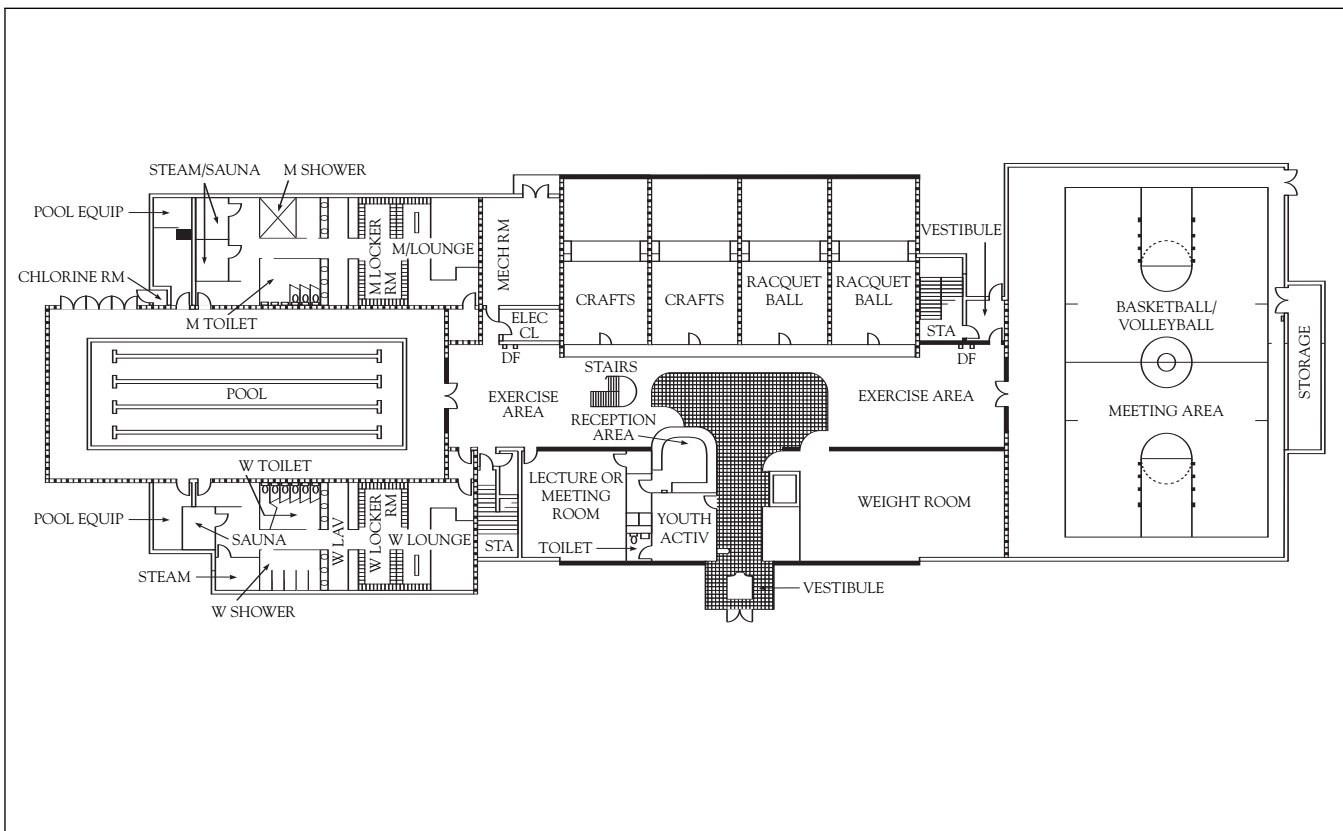 STEAM/SAUNA
M SHOWER
POOL EQUIP
CHLORINE RM
M TOILET
M LOCKER
RM
M/LOUNGE
MECH RM
ELEC
CL
DF
CRAFTS
CRAFTS
RACQUET
BALL
RACQUET
BALL
VESTIBULE
STA
DF
BASKETBALL/
VOLLEYBALL
MEETING AREA
STORAGE
POOL
EXERCISE
AREA
STAIRS
RECEPTION
AREA
EXERCISE AREA
W TOILET
POOL EQUIP
SAUNA
STEAM
W SHOWER
W LAV
W LOCKER
RM
W LOUNGE
STA
LECTURE OR
MEETING
ROOM
TOILET
YOUTH
ACTIV
WEIGHT ROOM
VESTIBULE